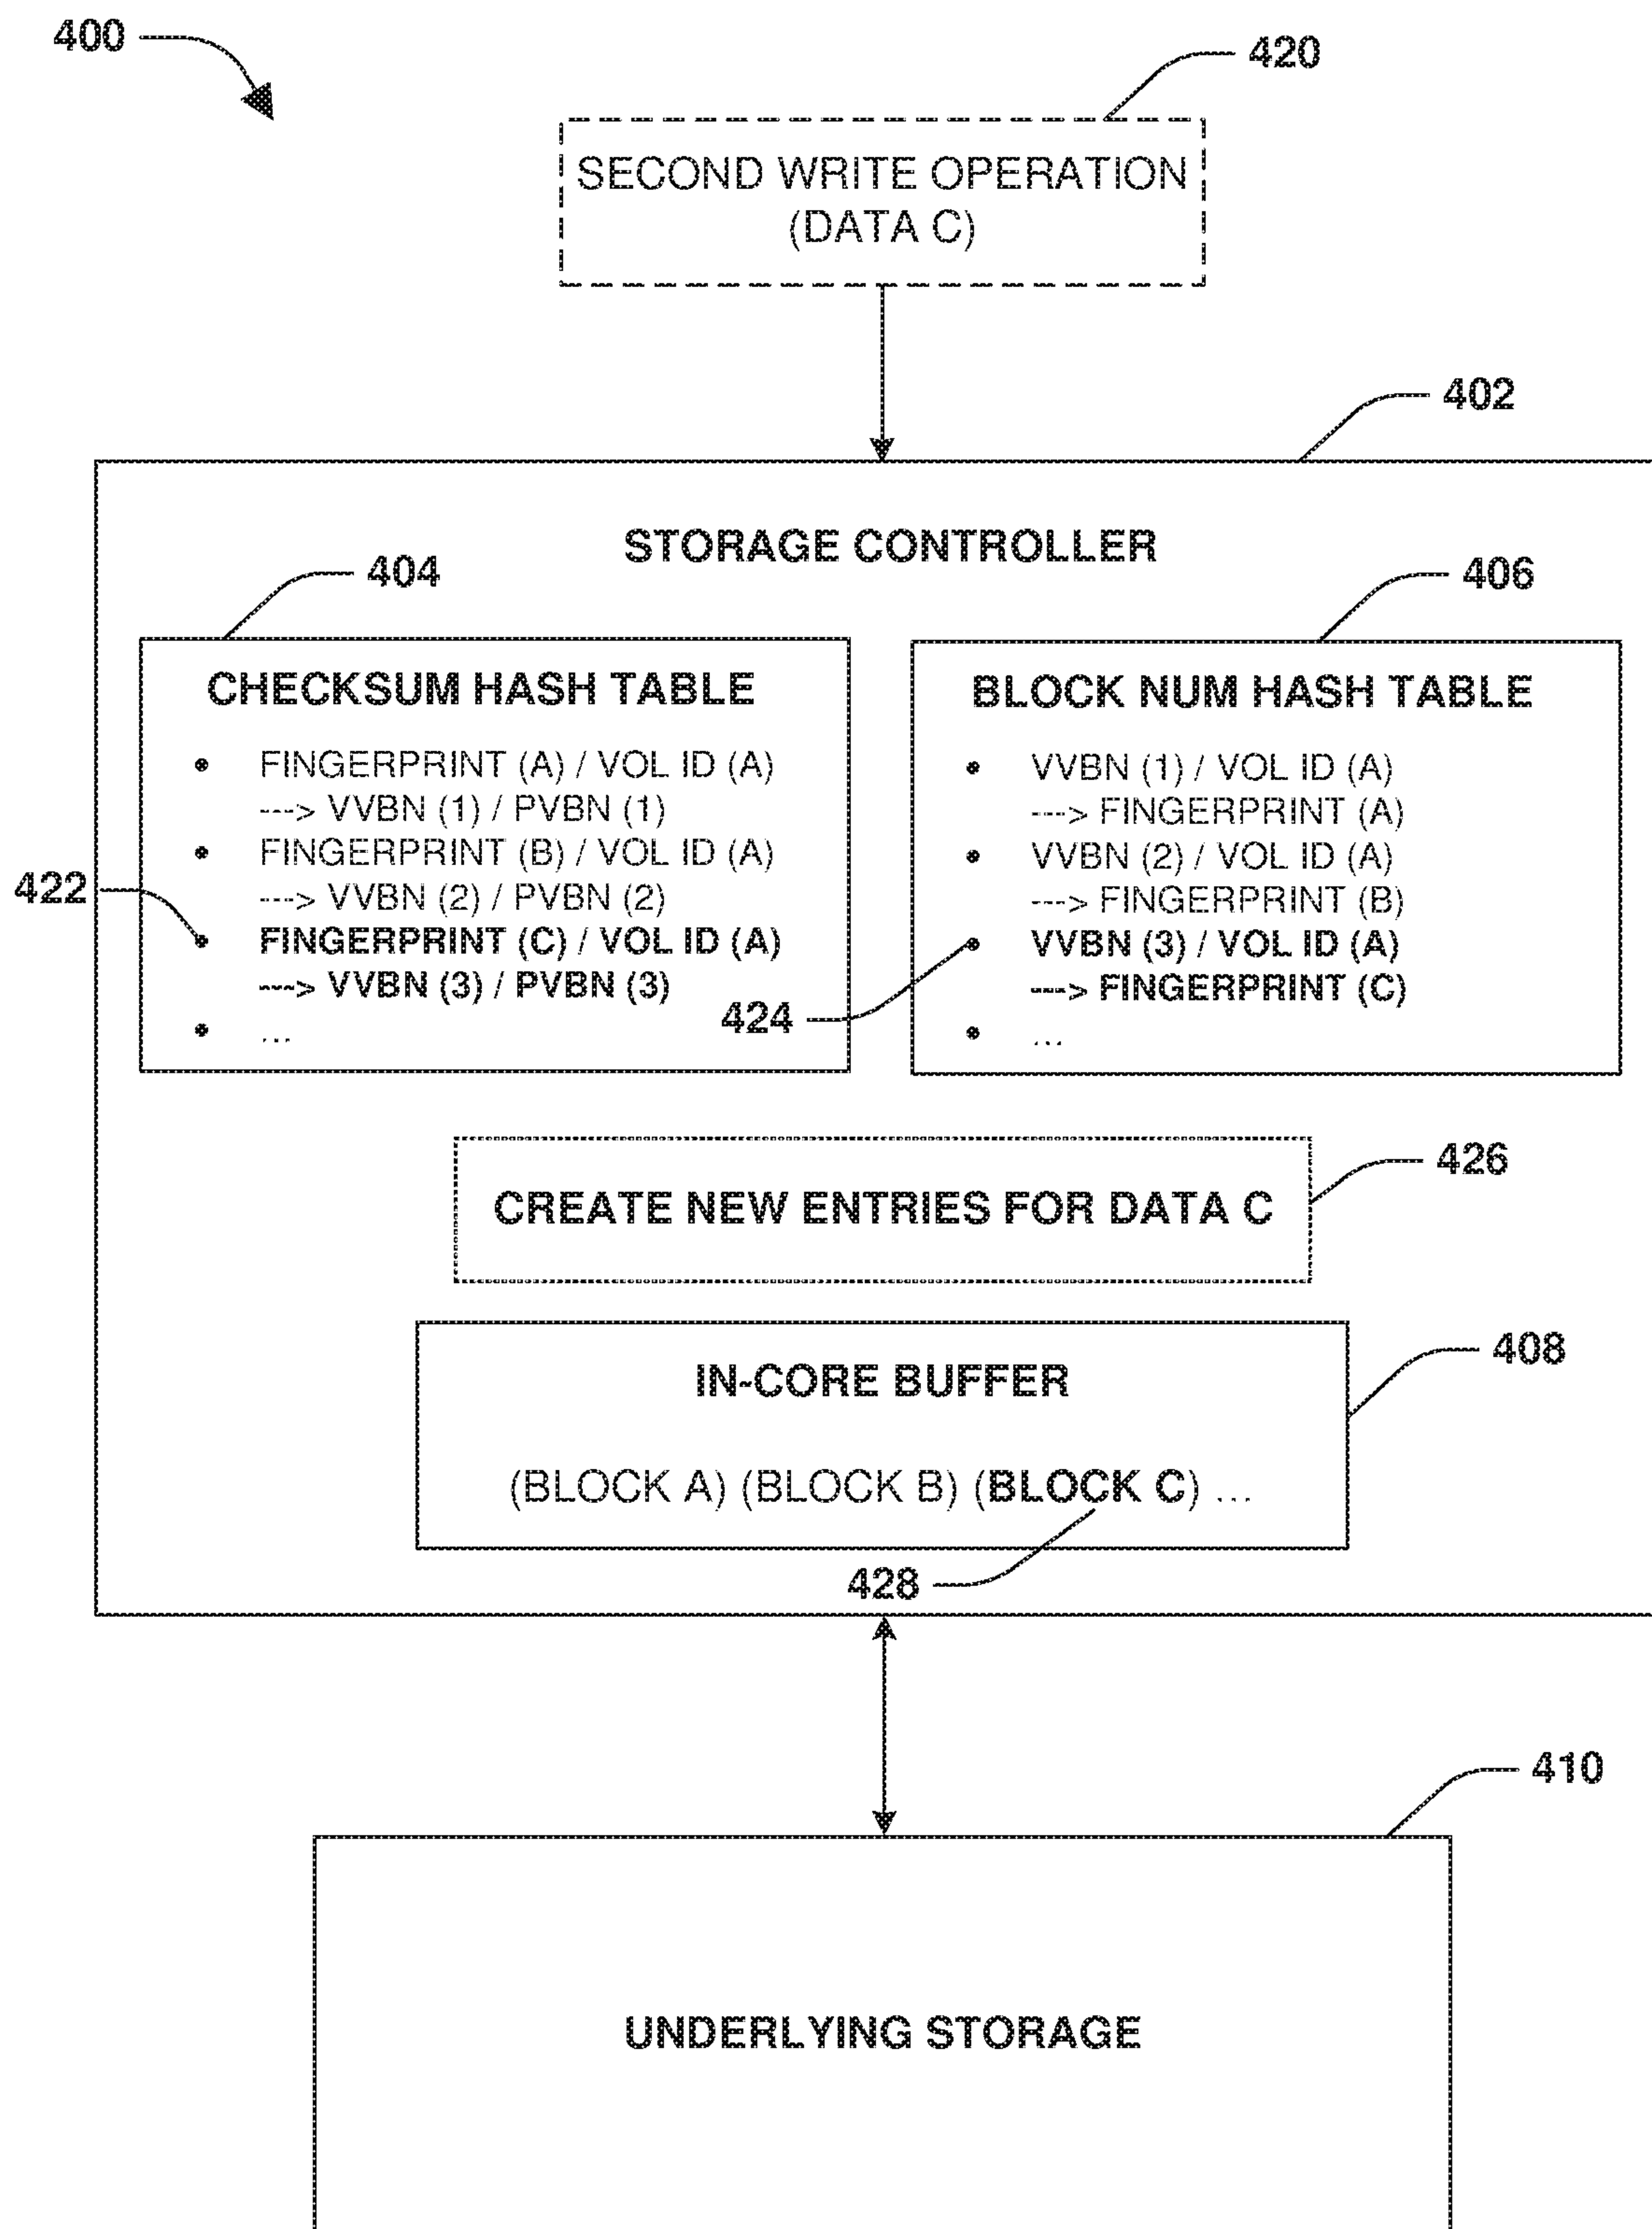 400
420
SECOND WRITE OPERATION
(DATA C)
402
STORAGE CONTROLLER
404
406
CHECKSUM HASH TABLE
• FINGERPRINT (A) / VOL ID (A)
---> VVBN (1) / PVBN (1)
• FINGERPRINT (B) / VOL ID (A)
---> VVBN (2) / PVBN (2)
422
• FINGERPRINT (C) / VOL ID (A)
---> VVBN (3) / PVBN (3)
• ...
BLOCK NUM HASH TABLE
• VVBN (1) / VOL ID (A)
---> FINGERPRINT (A)
• VVBN (2) / VOL ID (A)
---> FINGERPRINT (B)
• VVBN (3) / VOL ID (A)
---> FINGERPRINT (C)
424
• ...
426
CREATE NEW ENTRIES FOR DATA C
408
IN-CORE BUFFER
(BLOCK A) (BLOCK B) (BLOCK C) ...
428
410
UNDERLYING STORAGE